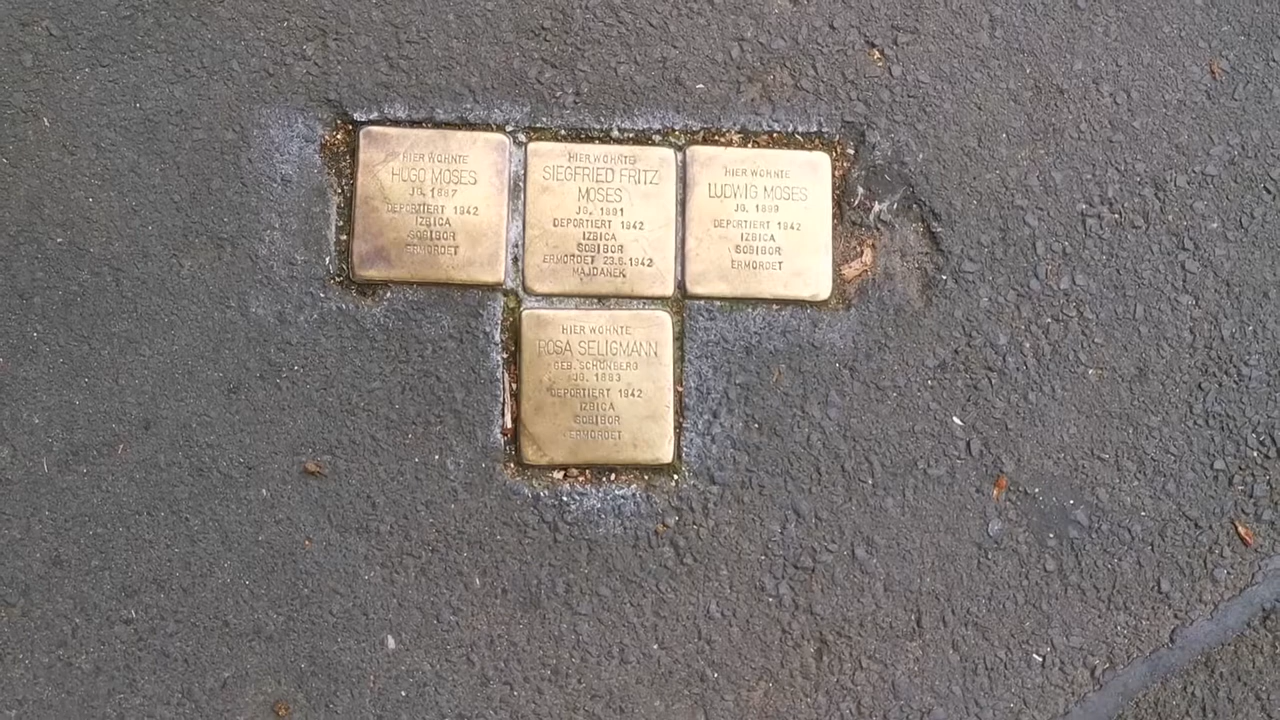 HIER WOHNTE
HUGO MOSES
JG. 1887
DEPORTIERT 1942
IZBICA
SOBIBOR
ERMORDET
HIER WOHNTE
SIEGFRIED FRITZ
MOSES
JG. 1891
DEPORTIERT 1942
IZBICA
SOBIBOR
ERMORDET 23.6.1942
MAJDANEK
HIER WOHNTE
LUDWIG MOSES
JG. 1899
DEPORTIERT 1942
IZBICA
SOBIBOR
ERMORDET
HIER WOHNTE
ROSA SELIGMANN
GEB. SCHÖNBERG
JG. 1883
DEPORTIERT 1942
IZBICA
SOBIBOR
ERMORDET